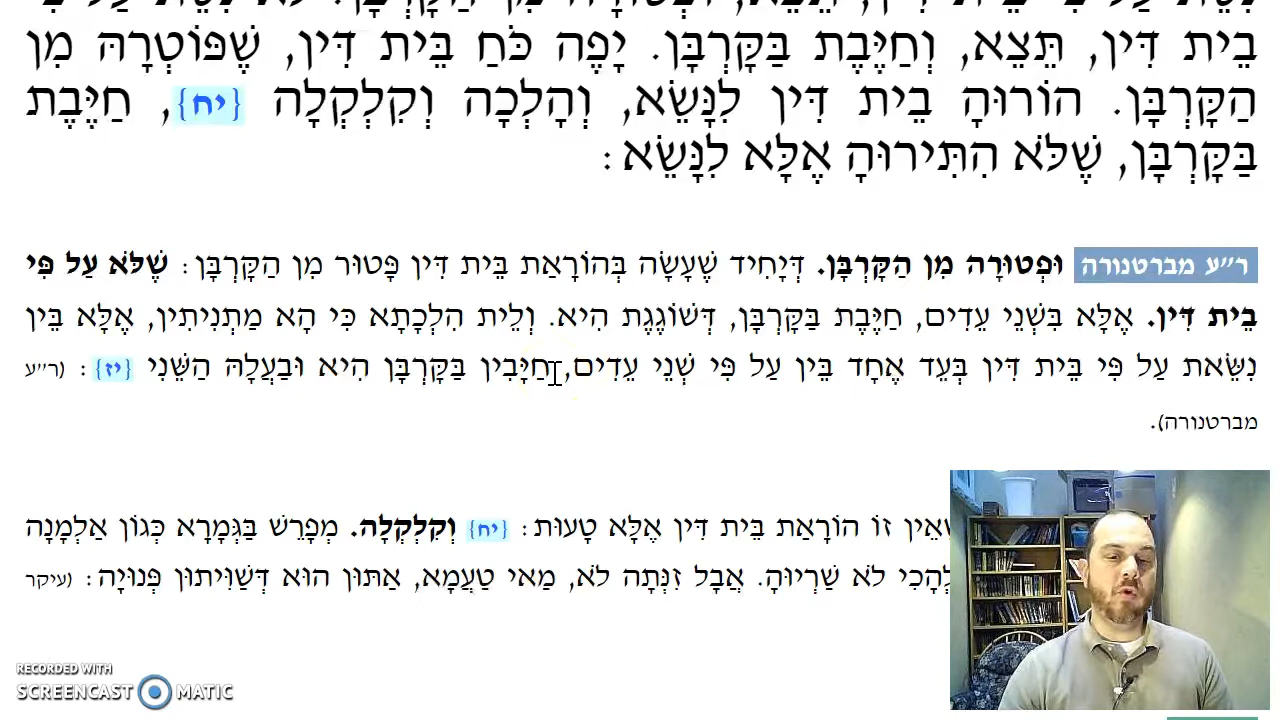 בֵּית דִּין, תֵּצֵא, וְחַיֶּבֶת בַּקָּרְבָּן. יָפֶה כֹּחַ בֵּית דִּין, שֶׁפּוֹטְרָהּ מִן
הַקָּרְבָּן. הוֹרוּהָ בֵית דִּין לִנָּשֵׂא, וְהָלְכָה וְקִלְקְלָה {יח}, חַיֶּבֶת
בַּקָּרְבָּן, שֶׁלֹּא הִתִּירוּהָ אֶלָּא לִנָּשֵׂא:
ר״ע מברטנורה וּפְטוּרָה מִן הַקָּרְבָּן. דְּיָחִיד שֶׁעָשָׂה בְּהוֹרָאַת בֵּית דִּין פָּטוּר מִן הַקָּרְבָּן: שֶׁלֹּא עַל פִּי
בֵּית דִּין. אֶלָּא בִּשְׁנֵי עֵדִים, חַיֶּבֶת בַּקָּרְבָּן, דְּשׁוֹגֶגֶת הִיא. וְלֵית הִלְכָתָא כִּי הָא מַתְנִיתִין, אֶלָּא בֵּין
נִשֵּׂאת עַל פִּי בֵּית דִּין בְּעֵד אֶחָד בֵּין עַל פִּי שְׁנֵי עֵדִים, חַיָּבִין בַּקָּרְבָּן הִיא וּבַעֲלָהּ הַשֵּׁנִי {יז}: (ר״ע
מברטנורה).
שֶׁאֵין זוֹ הוֹרָאַת בֵּית דִּין אֶלָּא טָעוּת: {יח} וְקִלְקְלָה. מְפָרֵשׁ בַּגְּמָרָא כְּגוֹן אַלְמָנָה
לְהָכִי לֹא שַׁרְיוּהָ. אֲבָל זִנְּתָה לֹא, מַאי טַעֲמָא, אַתּוּן הוּא דְּשַׁוִּיתוּן פְּנוּיָה: (עיקר
RECORDED WITH
SCREENCAST MATIC